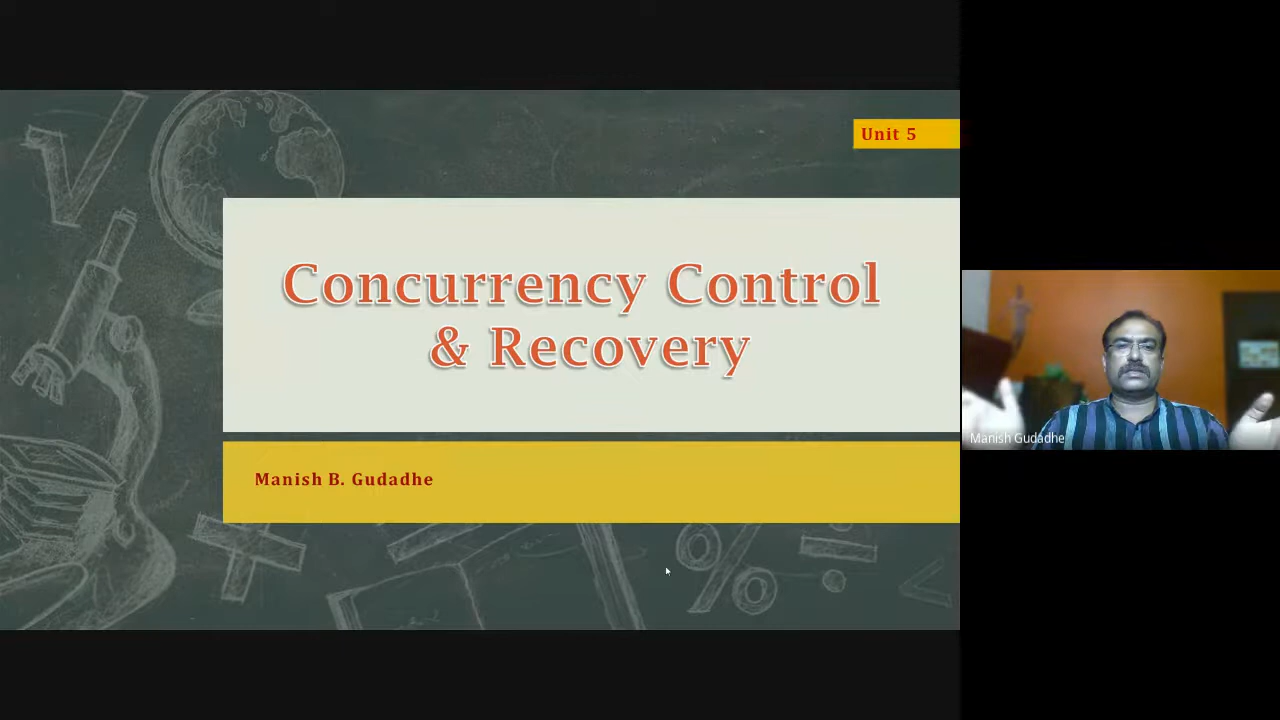 Unit 5
Concurrency Control
& Recovery
Manish B. Gudadhe
Manish Gudadhe